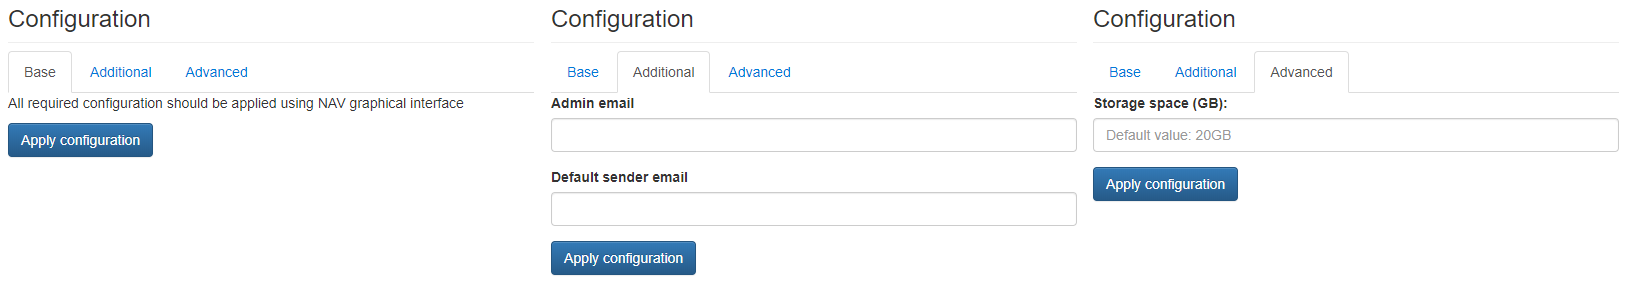 Configuration
Base Additional Advanced
All required configuration should be applied using NAV graphical interface
Apply configuration
Configuration
Base Additional Advanced
Admin email
Default sender email
Apply configuration
Configuration
Base Additional Advanced
Storage space (GB):
Default value: 20GB
Apply configuration